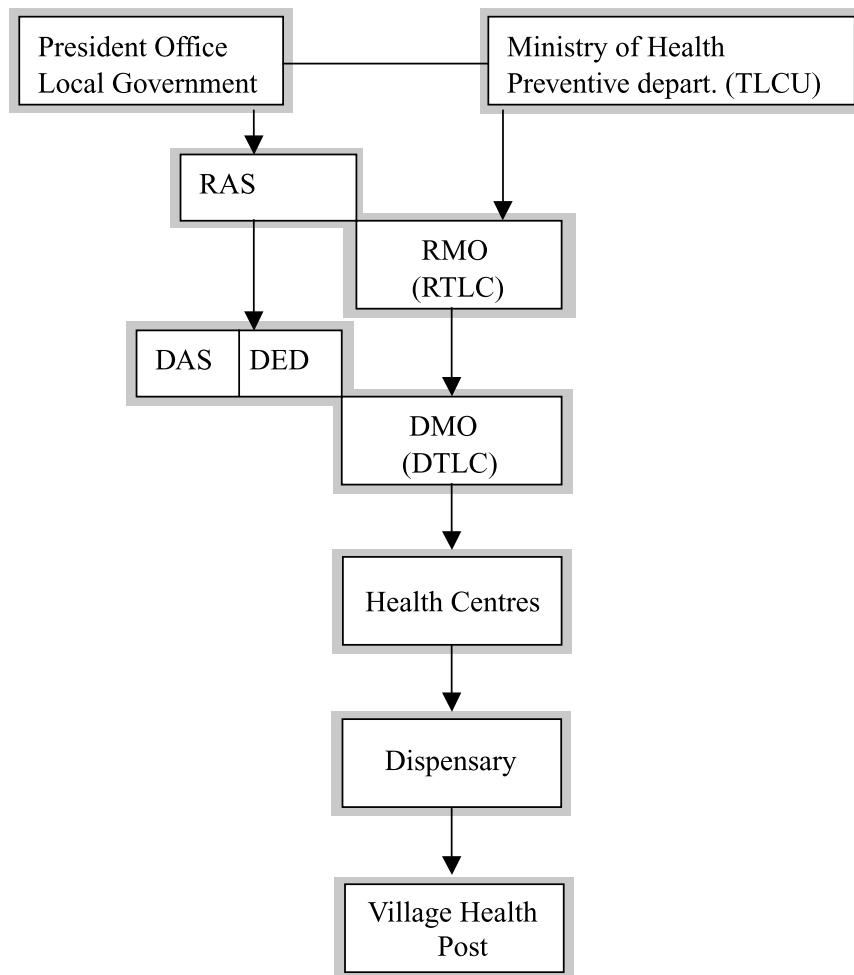 President Office
Local Government
Ministry of Health
Preventive depart. (TLCU)
RAS
RMO
(RTLC)
DAS
DED
DMO
(DTLC)
Health Centres
Dispensary
Village Health
Post